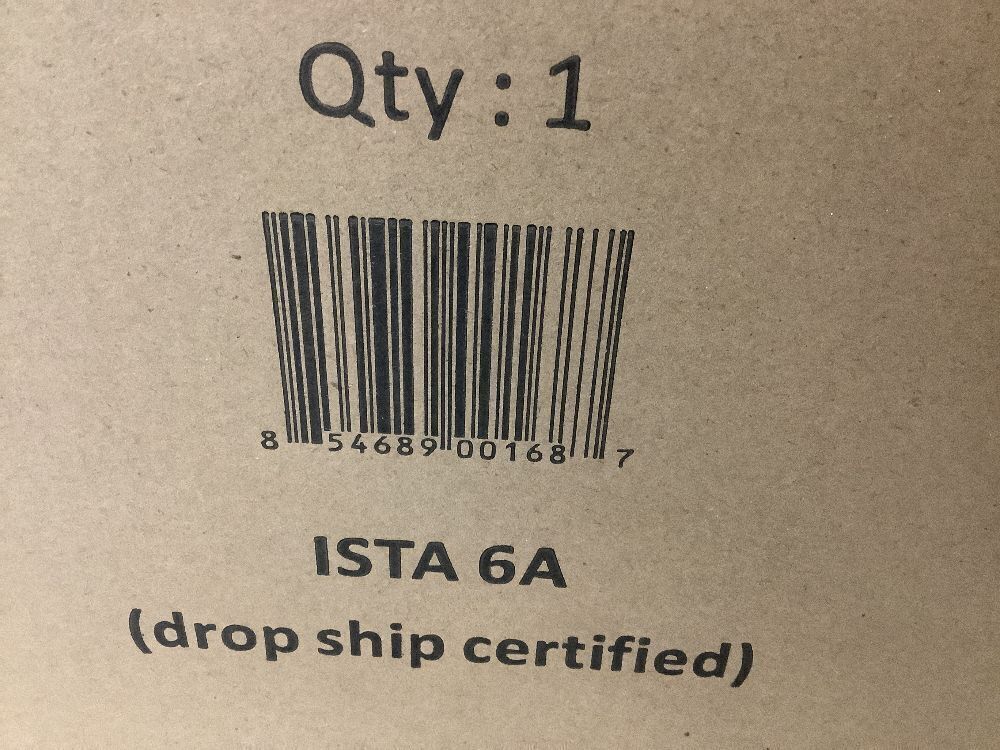 Qty : 1
8 54689 00168 7
ISTA 6A
(drop ship certified)